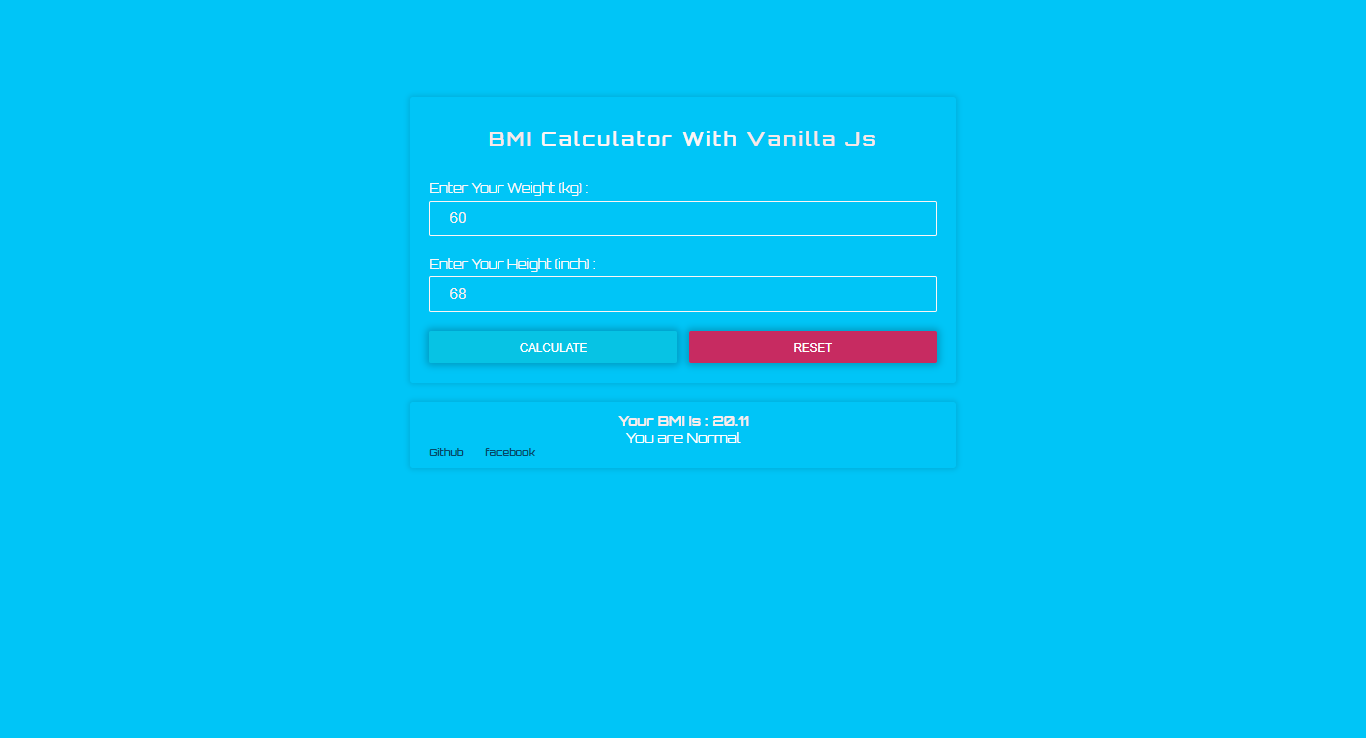 BMI Calculator With Vanilla Js
Enter Your Weight (kg) :
60
Enter Your Height (inch) :
68
CALCULATE RESET
Your BMI is : 20.11
You are Normal
Github facebook